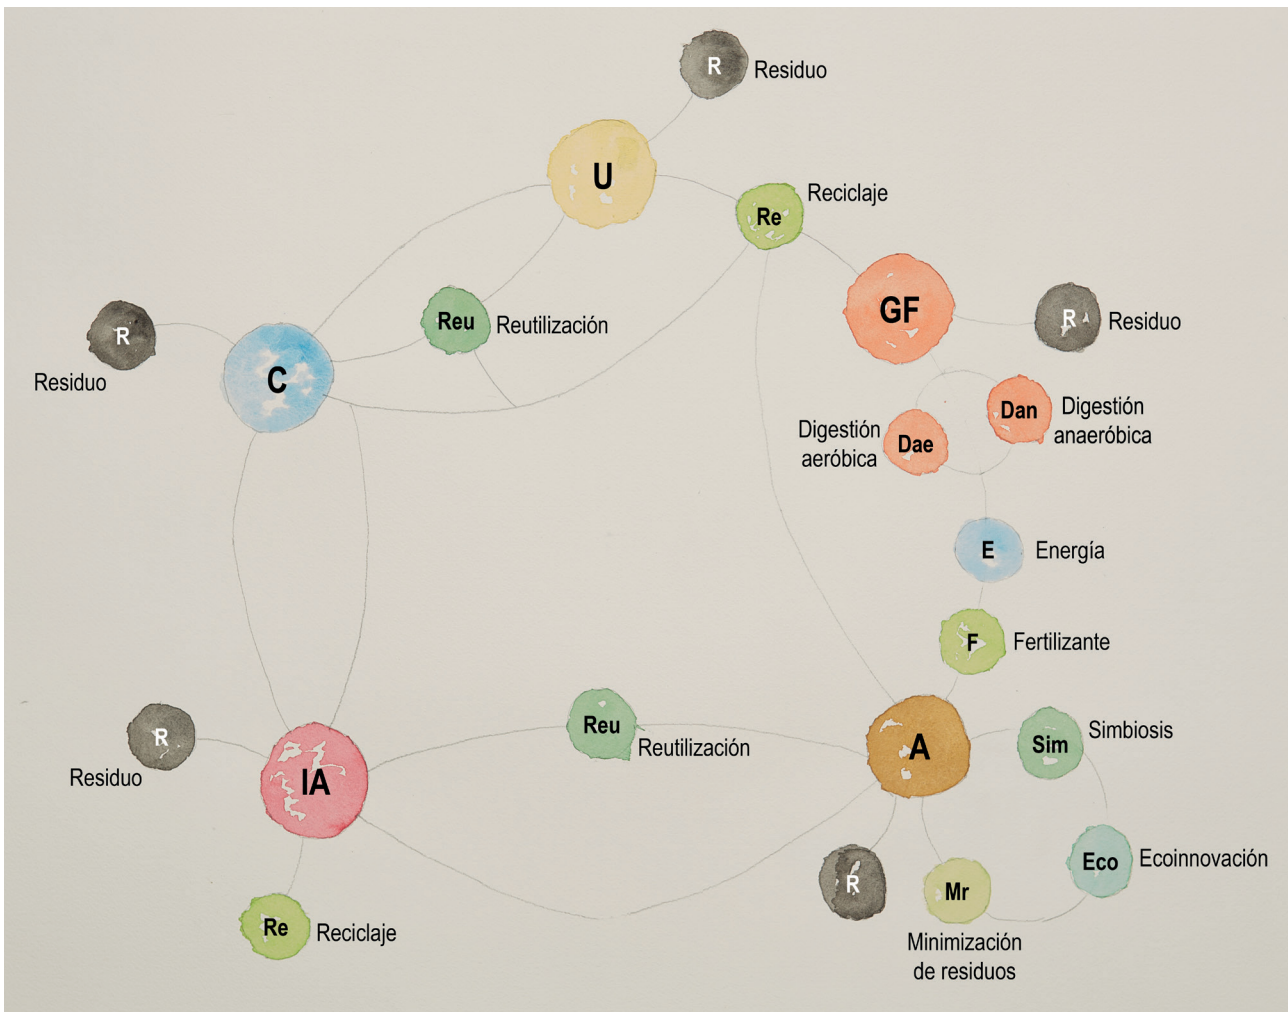 R
Residuo
U
Re
Reciclaje
GF
R
Residuo
Reu
Reutilización
R
Residuo
C
Dan
Digestión
anaeróbica
Digestión
aeróbica
Dae
E
Energía
F
Fertilizante
R
Residuo
IA
Reu
Reutilización
A
Sim
Simbiosis
Eco
Ecoinnovación
R
Mr
Minimización
de residuos
Re
Reciclaje